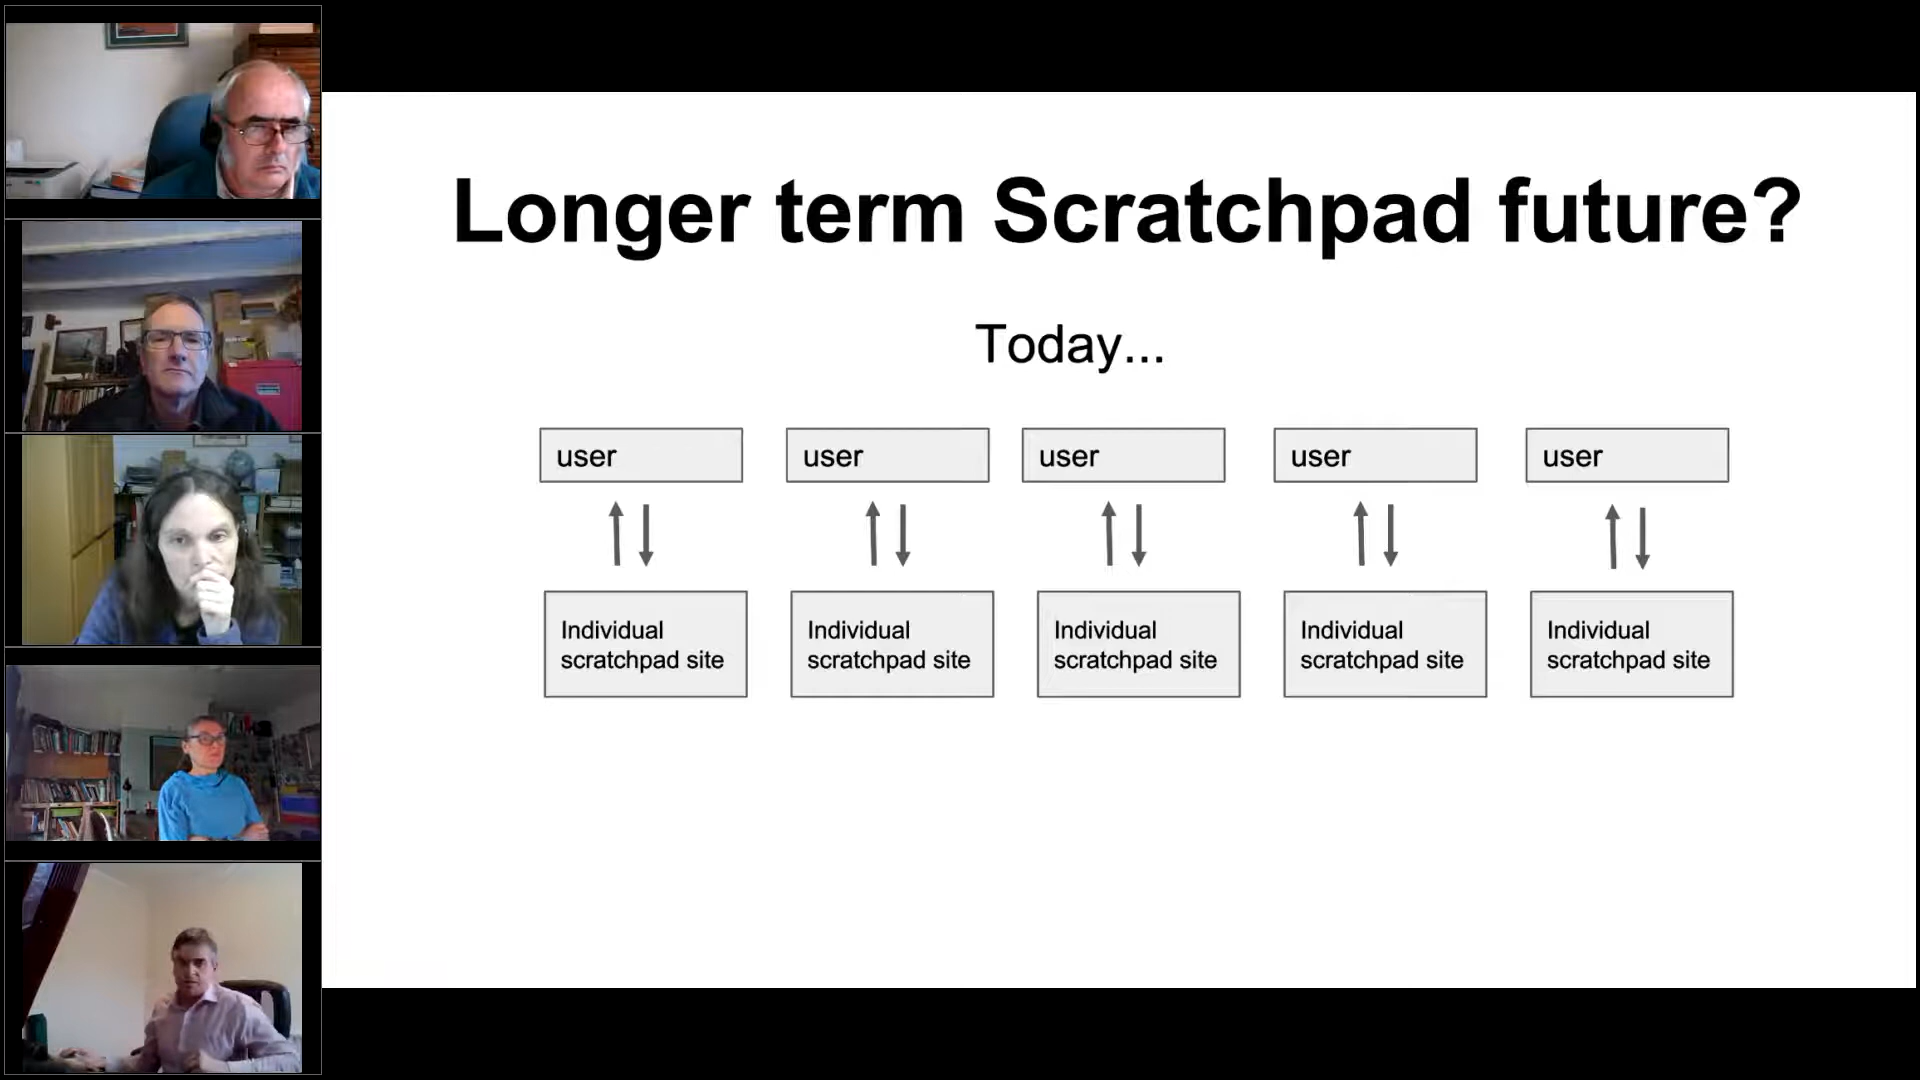 Longer term Scratchpad future?
Today...
user
user
user
user
user
Individual
scratchpad site
Individual
scratchpad site
Individual
scratchpad site
Individual
scratchpad site
Individual
scratchpad site